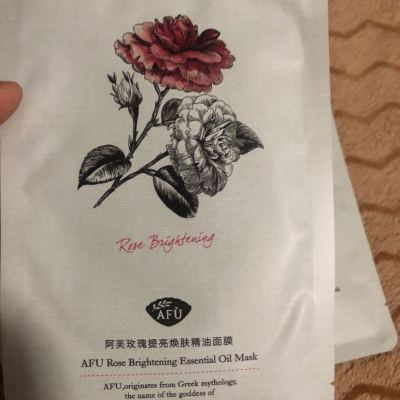 Rose Brightening
AFÙ
阿芙玫瑰提亮焕肤精油面膜
AFU Rose Brightening Essential Oil Mask
AFU,originates from Greek mythology,
the name of the goddess of